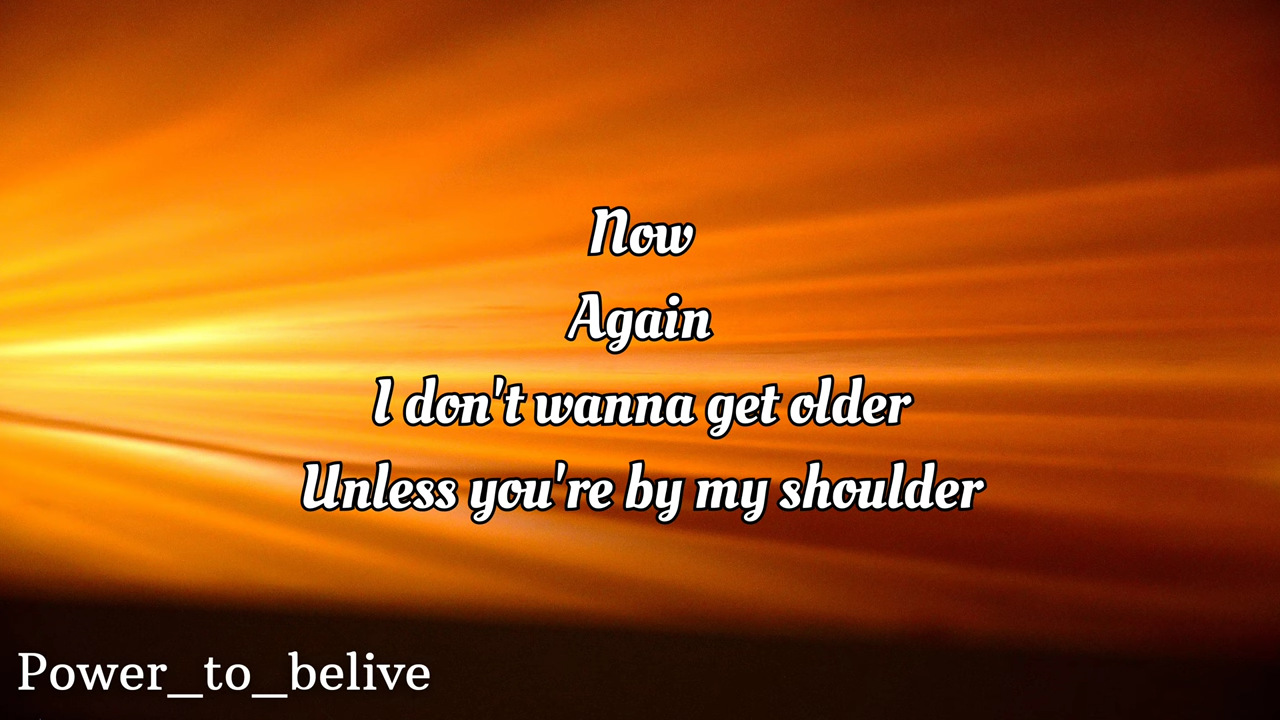 Now
Again
I don't wanna get older
Unless you're by my shoulder
Power_to_belive